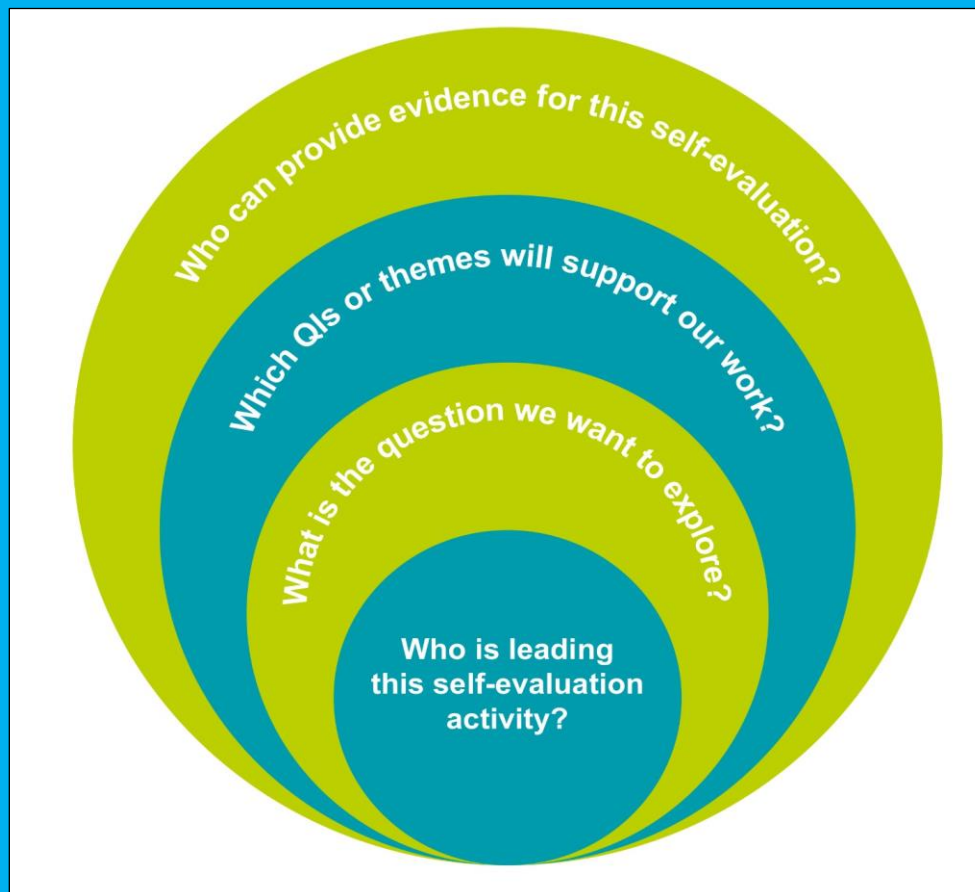 Who can provide evidence for this self-evaluation?
Which QIs or themes will support our work?
What is the question we want to explore?
Who is leading
this self-evaluation
activity?